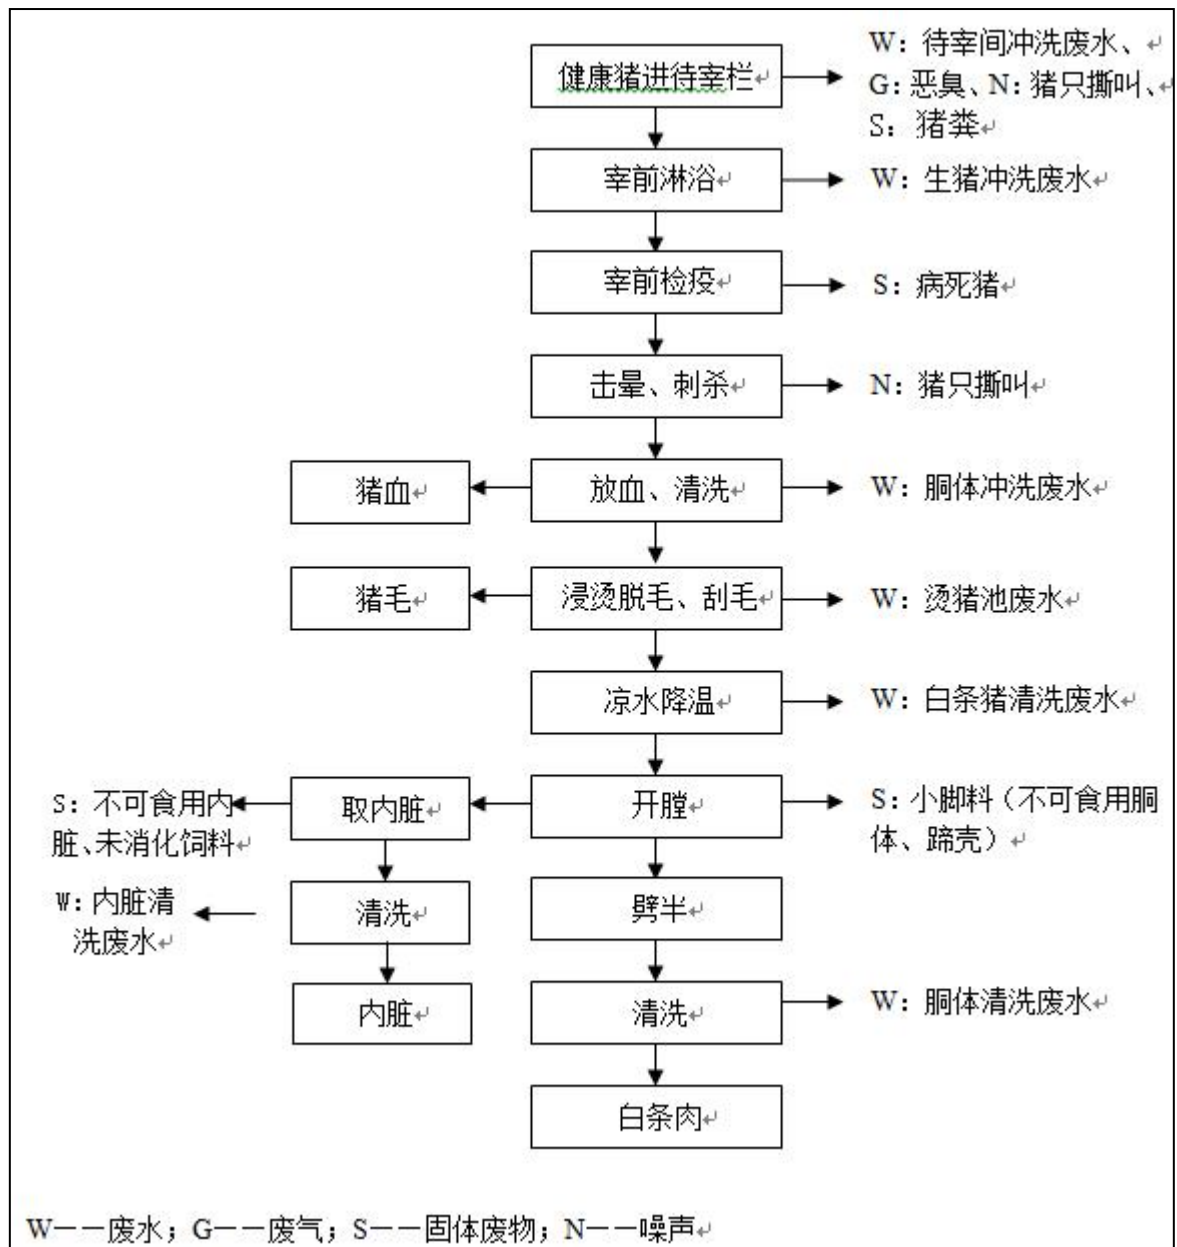 健康猪进待宰栏
W：待宰间冲洗废水、
G：恶臭、N：猪只撕叫、
S：猪粪
宰前淋浴
W：生猪冲洗废水
宰前检疫
S：病死猪
击晕、刺杀
N：猪只撕叫
猪血
放血、清洗
W：胴体冲洗废水
猪毛
浸烫脱毛、刮毛
W：烫猪池废水
凉水降温
W：白条猪清洗废水
S：不可食用内
脏、未消化饲料
取内脏
开膛
S：小脚料（不可食用胴
体、蹄壳）
W：内脏清
洗废水
清洗
劈半
内脏
清洗
W：胴体清洗废水
白条肉
W——废水；G——废气；S——固体废物；N——噪声